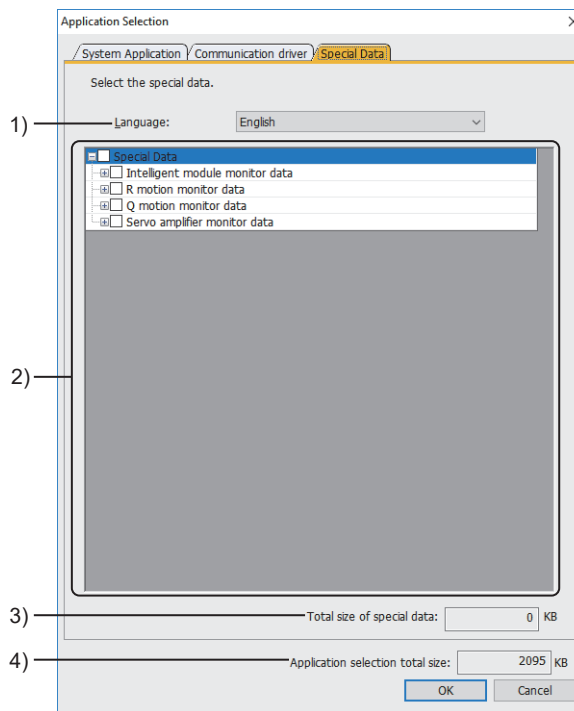 Application Selection
System Application Communication driver Special Data
Select the special data.
1) Language: English
Special Data
Intelligent module monitor data
R motion monitor data
Q motion monitor data
Servo amplifier monitor data
2)
3) Total size of special data: 0 KB
4) Application selection total size: 2095 KB
OK Cancel